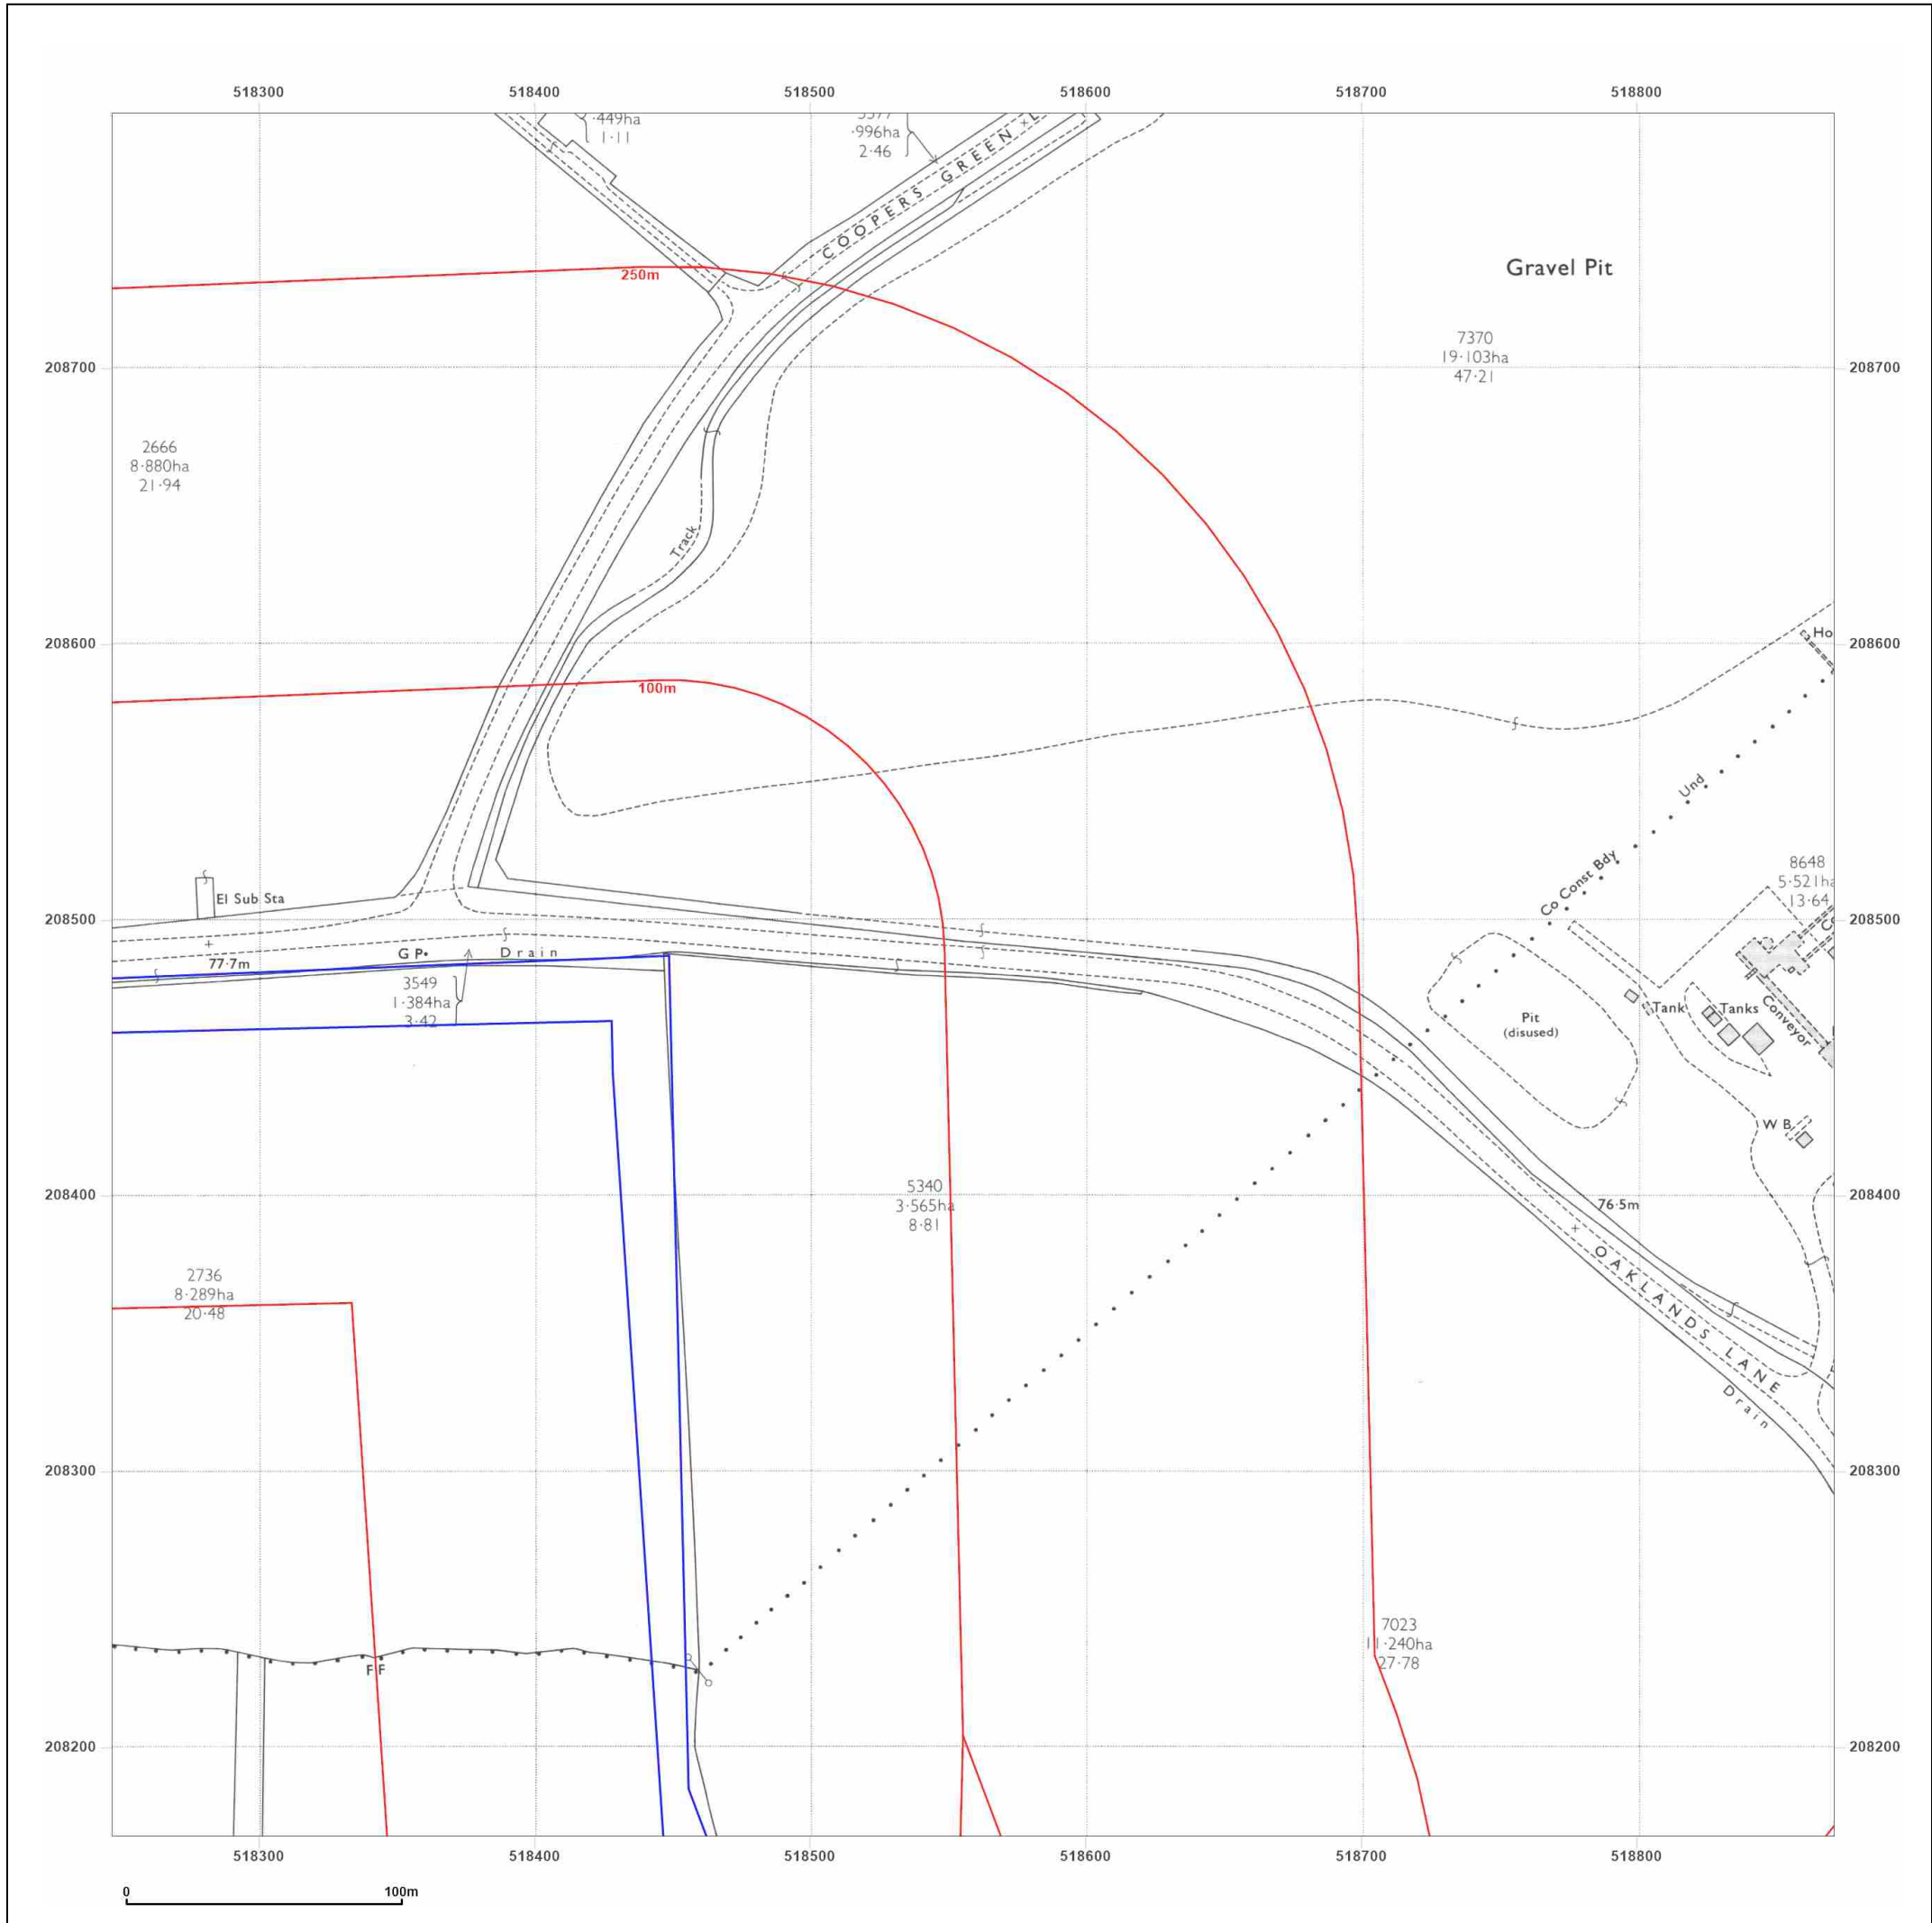 518300 518400 518500 518600 518700 518800
·449ha
1·11
·996ha
2·46
COOPERS GREEN
250m
Gravel Pit
208700 208700
7370
19·103ha
47·21
2666
8·880ha
21·94
Track
208600 208600
Ho
100m
Und
Co Const Bdy
8648
5·521ha
13·64
El Sub Sta
208500 208500
77·7m
G P
Drain
3549
1·384ha
3·42
Tank
Tanks
Conveyor
Pit
(disused)
W B
5340
3·565ha
8·81
208400 208400
76·5m
OAKLANDS LANE
Drain
2736
8·289ha
20·48
208300 208300
7023
11·240ha
27·78
FF
208200 208200
518300 518400 518500 518600 518700 518800
0 100m